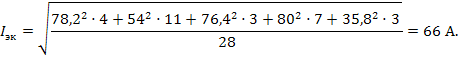 I_эк = √((78,2² · 4 + 54² · 11 + 76,4² · 3 + 80² · 7 + 35,8² · 3) / 28) = 66 А.